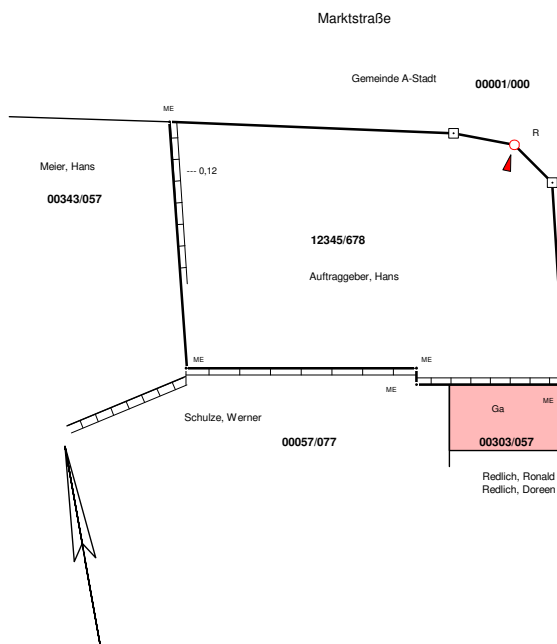 Marktstraße
Gemeinde A-Stadt
00001/000
ME
R
Meier, Hans
--- 0,12
00343/057
12345/678
Auftraggeber, Hans
ME
ME
ME
ME
Ga
Schulze, Werner
00057/077
00303/057
Redlich, Ronald
Redlich, Doreen